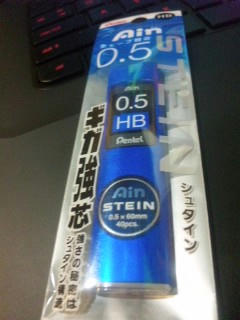 HB
Ain
0.5
STEIN
0.5
HB
Pentel
ギガ強芯
強さの秘密は
シュタイン構造
シュタイン
Ain
STEIN
0.5×60mm
40pcs.